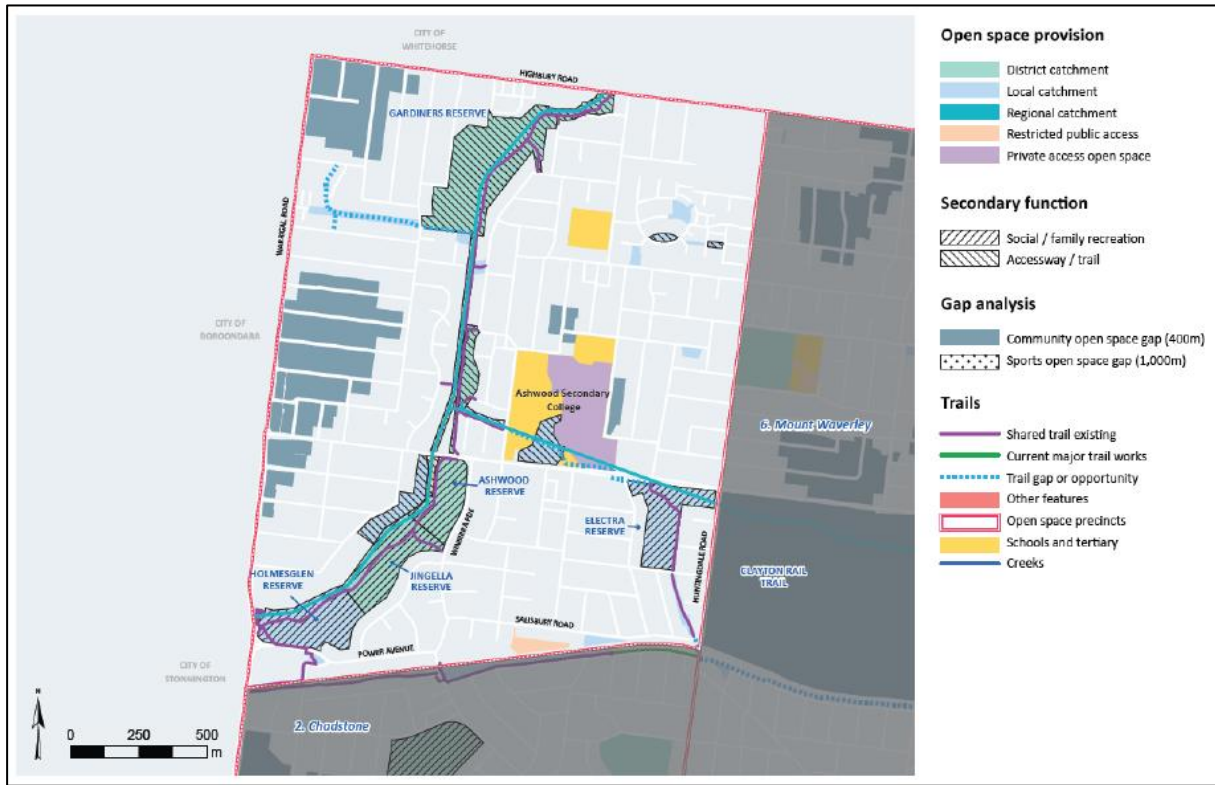 CITY OF
WHITEHORSE
HIGHBURY ROAD
GARDINERS RESERVE
WARRIGAL ROAD
CITY OF
BOROONDARA
Ashwood Secondary
College
6. Mount Waverley
ASHWOOD
RESERVE
ELECTRA
RESERVE
HUNTINGDALE ROAD
HOLMESGLEN
RESERVE
JINGELLA
RESERVE
CLAYTON RAIL
TRAIL
SALISBURY ROAD
POWER AVENUE
CITY OF
STONNINGTON
2. Chadstone
N
0 250 500
m
Open space provision
District catchment
Local catchment
Regional catchment
Restricted public access
Private access open space
Secondary function
Social / family recreation
Accessway / trail
Gap analysis
Community open space gap (400m)
Sports open space gap (1,000m)
Trails
Shared trail existing
Current major trail works
Trail gap or opportunity
Other features
Open space precincts
Schools and tertiary
Creeks